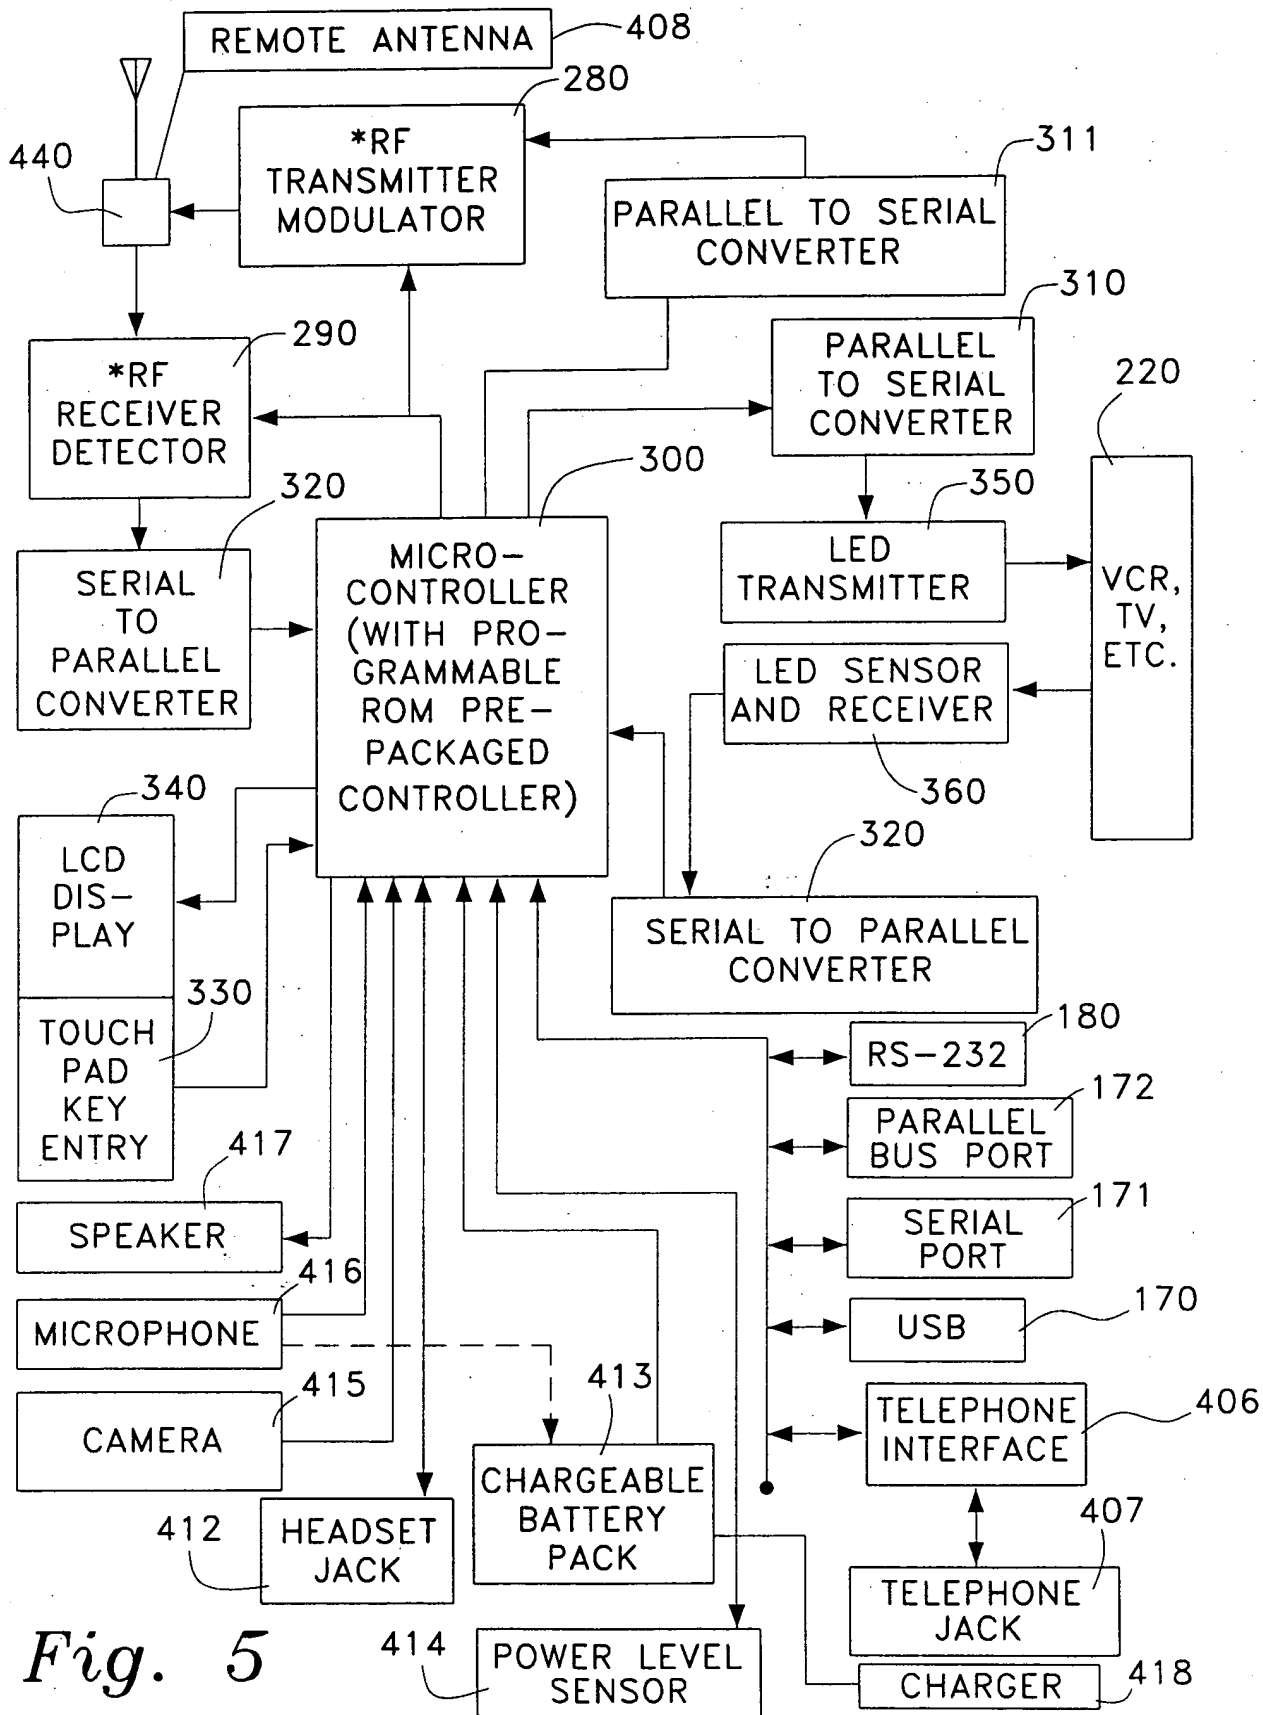 REMOTE ANTENNA
408
280
*RF
TRANSMITTER
MODULATOR
440
311
PARALLEL TO SERIAL
CONVERTER
310
PARALLEL
TO SERIAL
CONVERTER
290
*RF
RECEIVER
DETECTOR
220
VCR,
TV,
ETC.
300
MICRO-
CONTROLLER
(WITH PRO-
GRAMMABLE
ROM PRE-
PACKAGED
CONTROLLER)
320
SERIAL
TO
PARALLEL
CONVERTER
350
LED
TRANSMITTER
LED SENSOR
AND RECEIVER
360
340
LCD
DIS-
PLAY
320
SERIAL TO PARALLEL
CONVERTER
330
TOUCH
PAD
KEY
ENTRY
180
RS-232
172
PARALLEL
BUS PORT
417
SPEAKER
171
SERIAL
PORT
416
MICROPHONE
170
USB
415
CAMERA
413
CHARGEABLE
BATTERY
PACK
406
TELEPHONE
INTERFACE
412
HEADSET
JACK
407
TELEPHONE
JACK
414
POWER LEVEL
SENSOR
CHARGER
418
Fig. 5